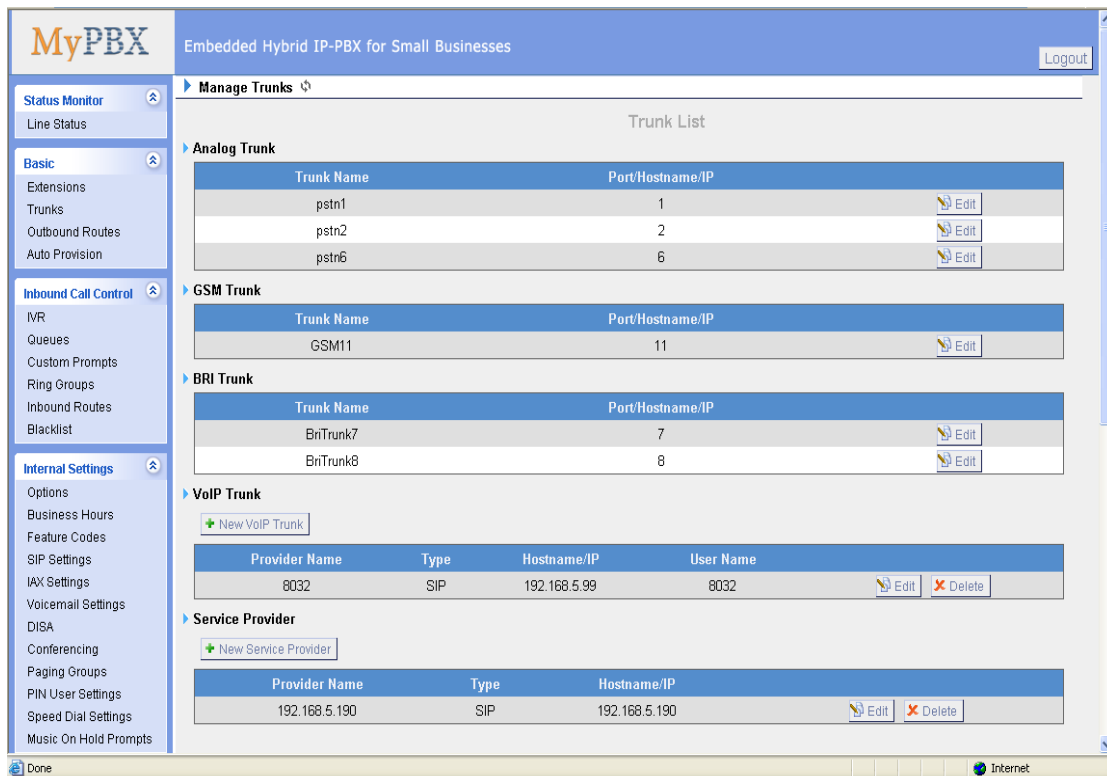 MyPBX
Embedded Hybrid IP-PBX for Small Businesses
Logout
Status Monitor
Line Status
Basic
Extensions
Trunks
Outbound Routes
Auto Provision
Inbound Call Control
IVR
Queues
Custom Prompts
Ring Groups
Inbound Routes
Blacklist
Internal Settings
Options
Business Hours
Feature Codes
SIP Settings
IAX Settings
Voicemail Settings
DISA
Conferencing
Paging Groups
PIN User Settings
Speed Dial Settings
Music On Hold Prompts
Manage Trunks
Trunk List
Analog Trunk
Trunk Name Port/Hostname/IP
pstn1 1 Edit
pstn2 2 Edit
pstn6 6 Edit
GSM Trunk
Trunk Name Port/Hostname/IP
GSM11 11 Edit
BRI Trunk
Trunk Name Port/Hostname/IP
BriTrunk7 7 Edit
BriTrunk8 8 Edit
VoIP Trunk
New VoIP Trunk
Provider Name Type Hostname/IP User Name
8032 SIP 192.168.5.99 8032 Edit Delete
Service Provider
New Service Provider
Provider Name Type Hostname/IP
192.168.5.190 SIP 192.168.5.190 Edit Delete
Done Internet